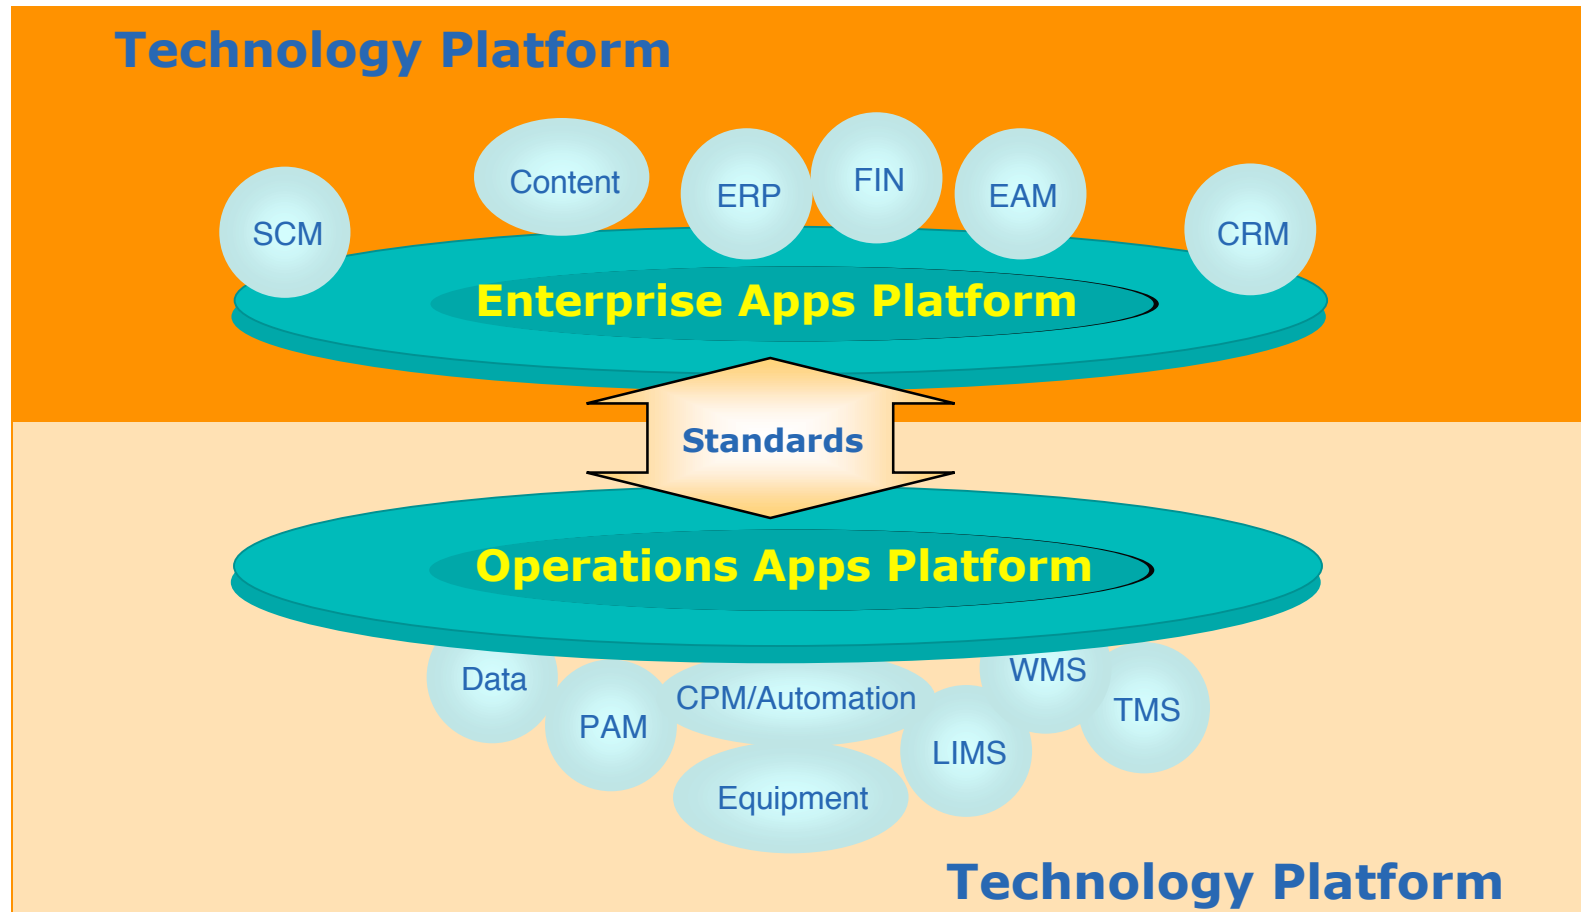 Technology Platform
Content
ERP
FIN
EAM
SCM
CRM
Enterprise Apps Platform
Standards
Operations Apps Platform
Data
PAM
CPM/Automation
WMS
TMS
LIMS
Equipment
Technology Platform